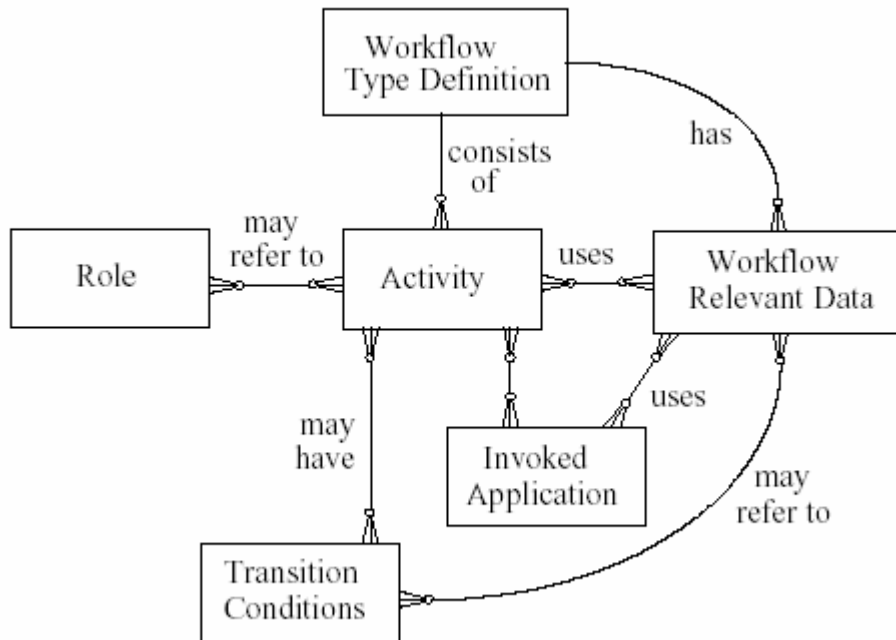 Workflow
Type Definition
has
consists
of
may
refer to
Role
Activity
uses
Workflow
Relevant Data
uses
may
have
Invoked
Application
may
refer to
Transition
Conditions